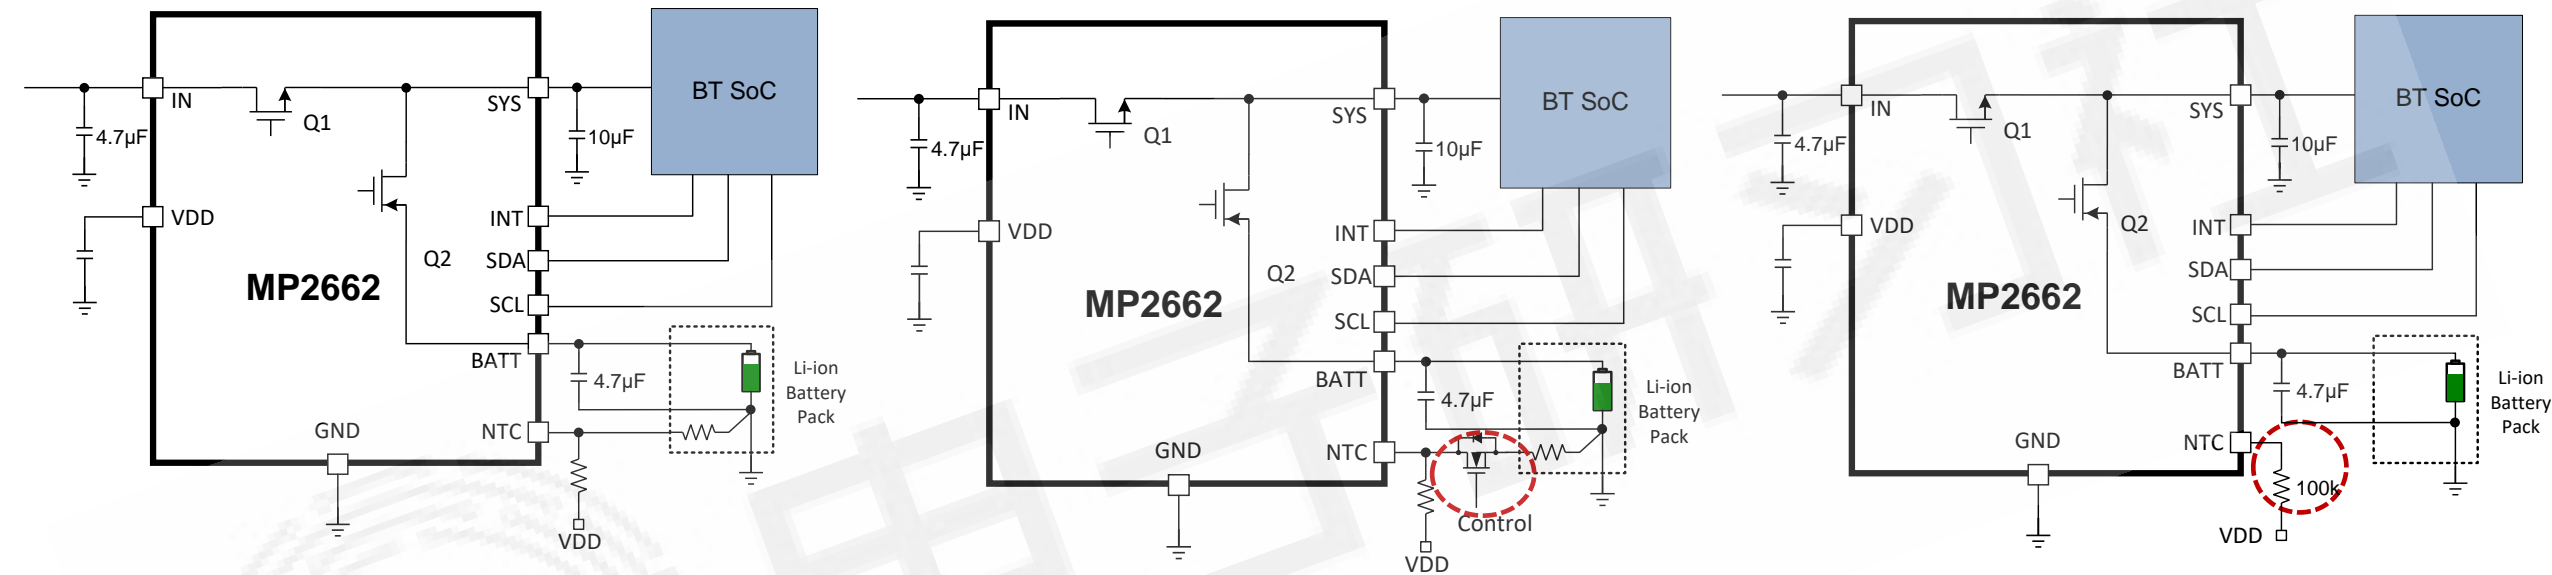 BT SoC
IN
Q1
SYS
4.7µF
10µF
VDD
INT
Q2
SDA
MP2662
SCL
BATT
4.7µF
Li-ion
Battery
Pack
GND
NTC
VDD
BT SoC
IN
Q1
SYS
4.7µF
10µF
VDD
INT
Q2
SDA
MP2662
SCL
BATT
4.7µF
Li-ion
Battery
Pack
GND
NTC
Control
VDD
BT SoC
IN
Q1
SYS
4.7µF
10µF
VDD
INT
Q2
SDA
MP2662
SCL
BATT
4.7µF
Li-ion
Battery
Pack
GND
NTC
100k
VDD